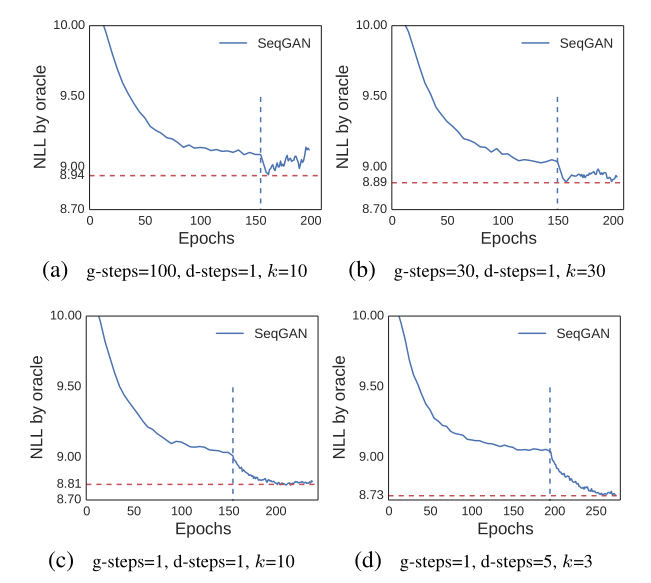 10.00
SeqGAN
NLL by oracle
9.50
9.00
8.94
8.70
0 50 100 150 200
Epochs
(a) g-steps=100, d-steps=1, k=10
10.00
SeqGAN
NLL by oracle
9.50
9.00
8.89
8.70
0 50 100 150 200
Epochs
(b) g-steps=30, d-steps=1, k=30
10.00
SeqGAN
NLL by oracle
9.50
9.00
8.81
8.70
0 50 100 150 200
Epochs
(c) g-steps=1, d-steps=1, k=10
10.00
SeqGAN
NLL by oracle
9.50
9.00
8.73
0 50 100 150 200 250
Epochs
(d) g-steps=1, d-steps=5, k=3